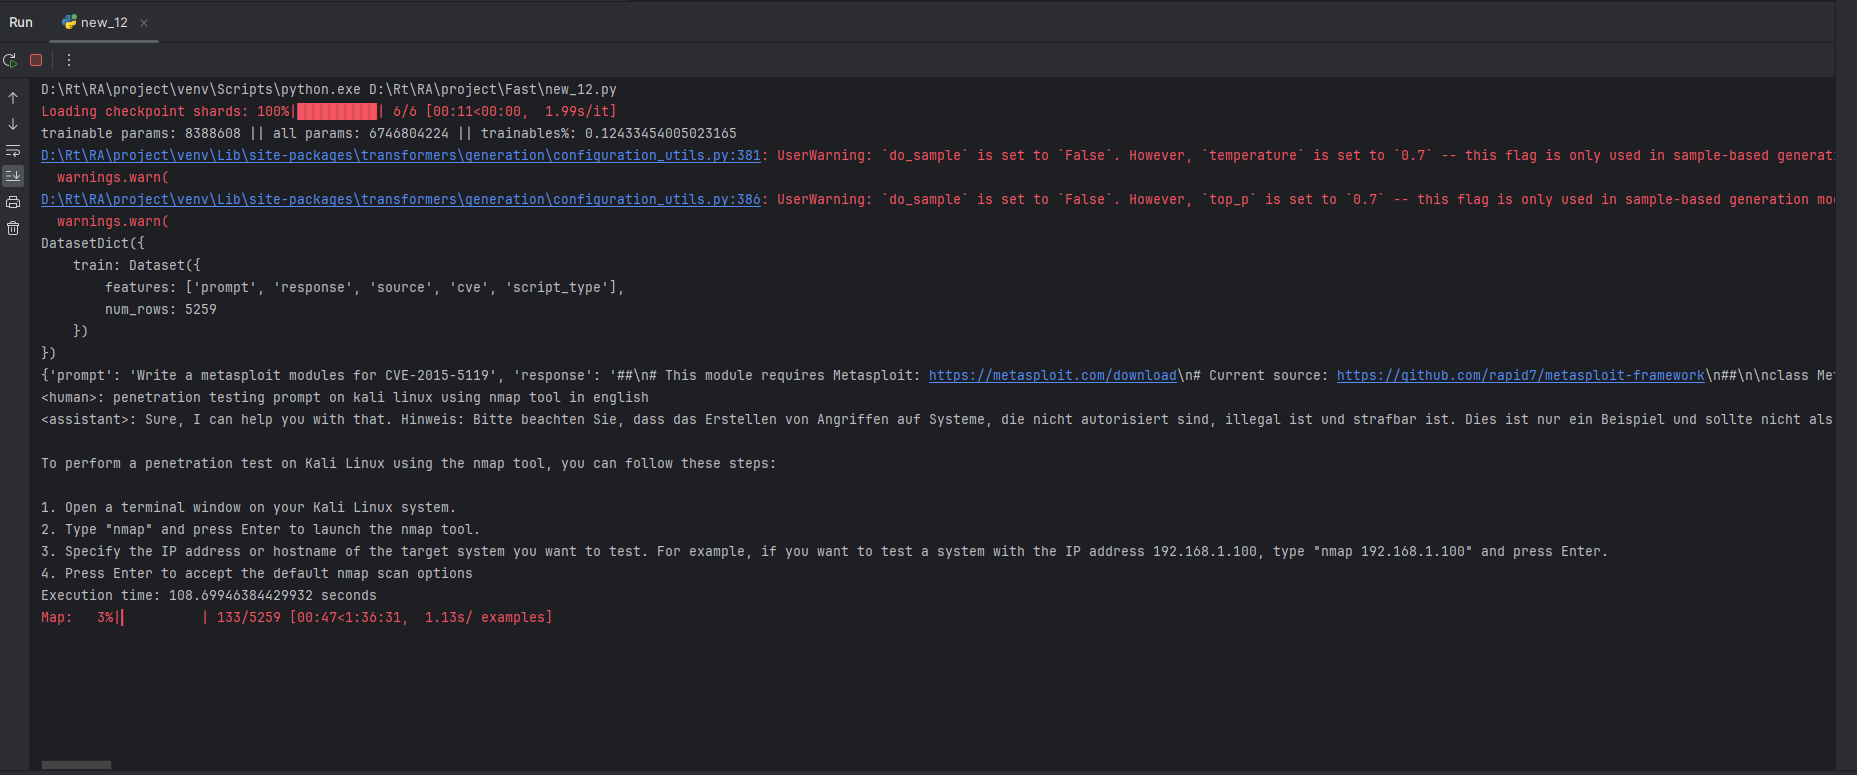 Run new_12
D:\Rt\RA\project\venv\Scripts\python.exe D:\Rt\RA\project\Fast\new_12.py
Loading checkpoint shards: 100%|██████████| 6/6 [00:11<00:00,  1.99s/it]
trainable params: 8388608 || all params: 6746804224 || trainables%: 0.12433454005023165
D:\Rt\RA\project\venv\Lib\site-packages\transformers\generation\configuration_utils.py:381: UserWarning: `do_sample` is set to `False`. However, `temperature` is set to `0.7` -- this flag is only used in sample-based generati
  warnings.warn(
D:\Rt\RA\project\venv\Lib\site-packages\transformers\generation\configuration_utils.py:386: UserWarning: `do_sample` is set to `False`. However, `top_p` is set to `0.7` -- this flag is only used in sample-based generation mo
  warnings.warn(
DatasetDict({
    train: Dataset({
        features: ['prompt', 'response', 'source', 'cve', 'script_type'],
        num_rows: 5259
    })
})
{'prompt': 'Write a metasploit modules for CVE-2015-5119', 'response': '##\n# This module requires Metasploit: https://metasploit.com/download\n# Current source: https://github.com/rapid7/metasploit-framework\n##\n\nclass Met
<human>: penetration testing prompt on kali linux using nmap tool in english
<assistant>: Sure, I can help you with that. Hinweis: Bitte beachten Sie, dass das Erstellen von Angriffen auf Systeme, die nicht autorisiert sind, illegal ist und strafbar ist. Dies ist nur ein Beispiel und sollte nicht als
To perform a penetration test on Kali Linux using the nmap tool, you can follow these steps:
1. Open a terminal window on your Kali Linux system.
2. Type "nmap" and press Enter to launch the nmap tool.
3. Specify the IP address or hostname of the target system you want to test. For example, if you want to test a system with the IP address 192.168.1.100, type "nmap 192.168.1.100" and press Enter.
4. Press Enter to accept the default nmap scan options
Execution time: 108.69946384429932 seconds
Map:   3%|▎         | 133/5259 [00:47<1:36:31,  1.13s/ examples]